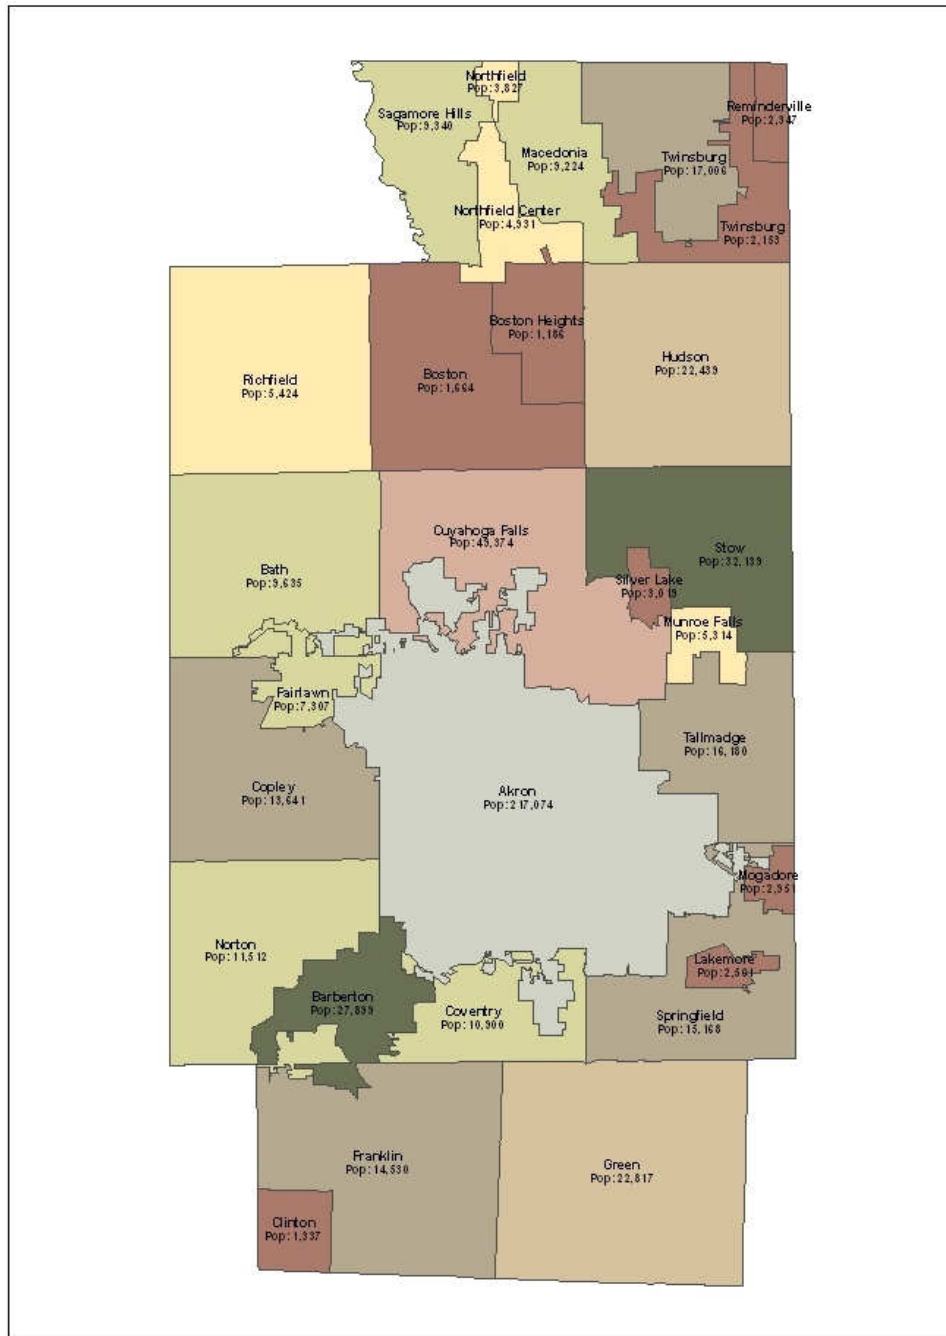 Northfield
Pop: 3,827
Sagamore Hills
Pop: 9,340
Reminderville
Pop: 2,347
Macedonia
Pop: 9,224
Twinsburg
Pop: 17,006
Northfield Center
Pop: 4,931
Twinsburg
Pop: 2,153
Boston Heights
Pop: 1,186
Hudson
Pop: 22,439
Boston
Pop: 1,664
Richfield
Pop: 5,424
Cuyahoga Falls
Pop: 49,374
Stow
Pop: 32,139
Bath
Pop: 9,635
Silver Lake
Pop: 3,019
Munroe Falls
Pop: 5,314
Fairlawn
Pop: 7,307
Tallmadge
Pop: 16,180
Copley
Pop: 13,641
Akron
Pop: 217,074
Mogadore
Pop: 2,951
Norton
Pop: 11,512
Lakemore
Pop: 2,561
Barberton
Pop: 27,899
Coventry
Pop: 10,900
Springfield
Pop: 15,168
Franklin
Pop: 14,530
Green
Pop: 22,817
Clinton
Pop: 1,337